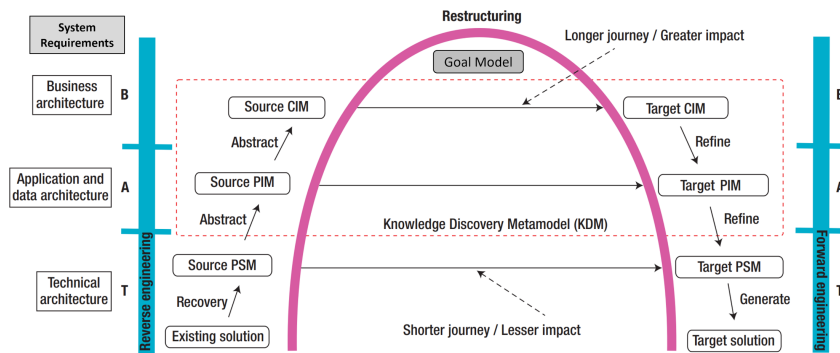 Restructuring
System
Requirements
Longer journey / Greater impact
Goal Model
Business
architecture
B
Source CIM
Target CIM
B
Abstract
Refine
Application and
data architecture
A
Source PIM
Target PIM
A
Abstract
Knowledge Discovery Metamodel (KDM)
Refine
Reverse engineering
Forward engineering
Technical
architecture
T
Source PSM
Target PSM
T
Recovery
Generate
Shorter journey / Lesser impact
Existing solution
Target solution